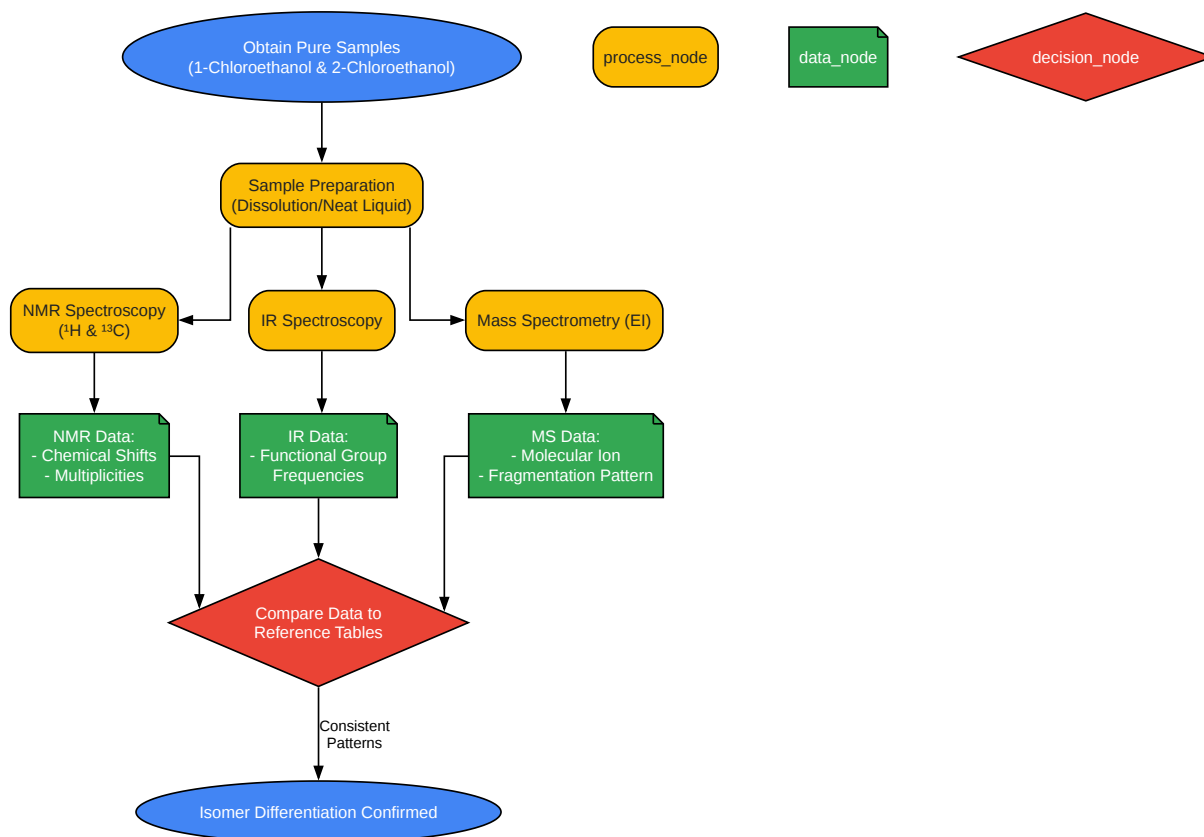 Obtain Pure Samples
(1-Chloroethanol & 2-Chloroethanol)
process_node
data_node
decision_node
Sample Preparation
(Dissolution/Neat Liquid)
NMR Spectroscopy
(¹H & ¹³C)
IR Spectroscopy
Mass Spectrometry (EI)
NMR Data:
- Chemical Shifts
- Multiplicities
IR Data:
- Functional Group
Frequencies
MS Data:
- Molecular Ion
- Fragmentation Pattern
Compare Data to
Reference Tables
Consistent
Patterns
Isomer Differentiation Confirmed